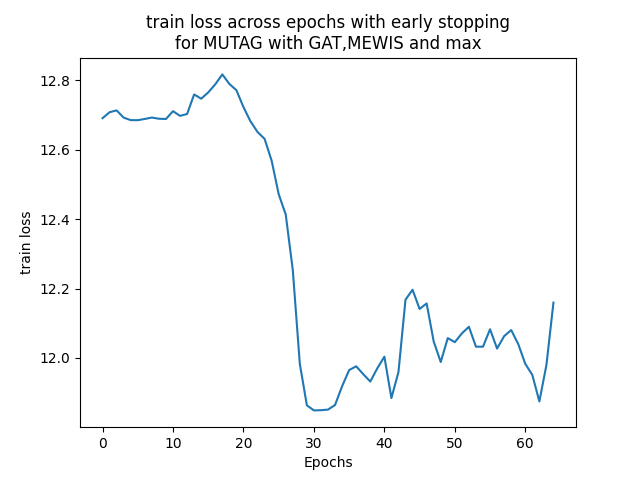 train loss across epochs with early stopping
for MUTAG with GAT,MEWIS and max
12.8
12.6
12.4
12.2
12.0
train loss
0 10 20 30 40 50 60
Epochs